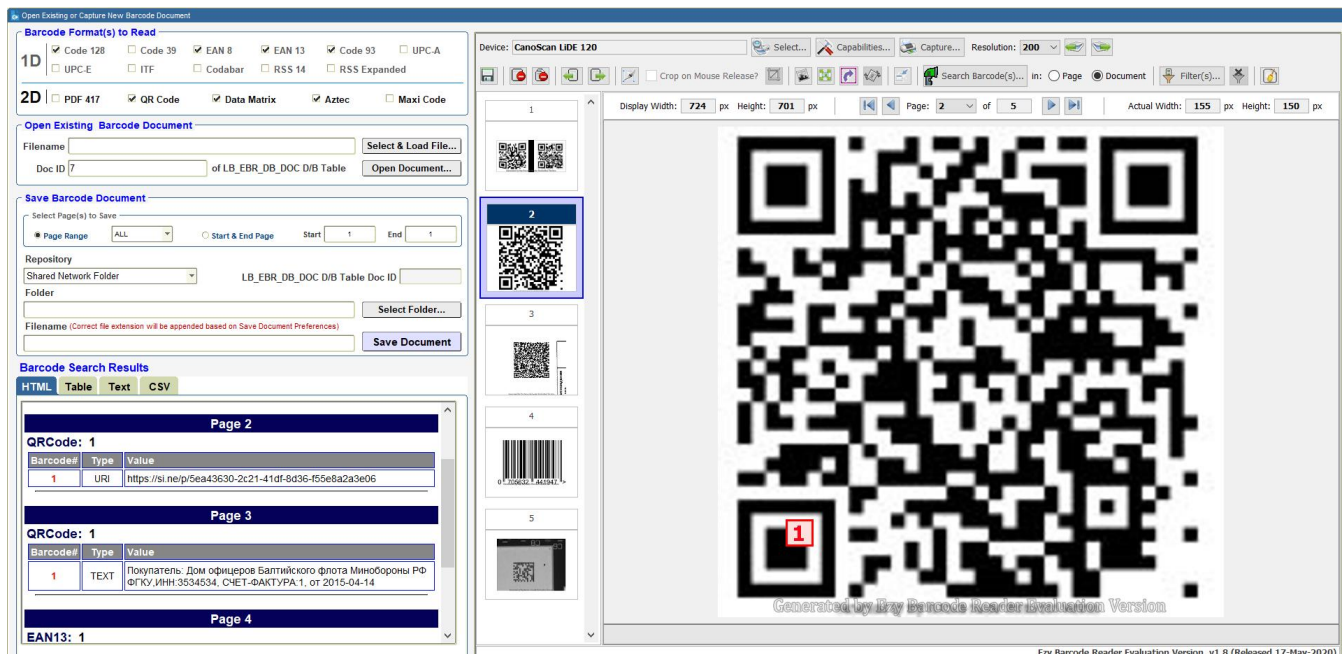 Open Existing or Capture New Barcode Document
Barcode Format(s) to Read
1D
Code 128 Code 39 EAN 8 EAN 13 Code 93 UPC-A
UPC-E ITF Codabar RSS 14 RSS Expanded
2D PDF 417 QR Code Data Matrix Aztec Maxi Code
Open Existing Barcode Document
Filename Select & Load File...
Doc ID 7 of LB_EBR_DB_DOC D/B Table Open Document...
Save Barcode Document
Select Page(s) to Save
Page Range ALL Start & End Page Start 1 End 1
Repository
Shared Network Folder LB_EBR_DB_DOC D/B Table Doc ID
Folder
Select Folder...
Filename (Correct file extension will be appended based on Save Document Preferences)
Save Document
Barcode Search Results
HTML Table Text CSV
Page 2
QRCode: 1
Barcode# Type Value
1 URI https://si.ne/p/5ea43630-2c21-41df-8d36-f55e8a2a3e06
Page 3
QRCode: 1
Barcode# Type Value
1 TEXT Покупатель: Дом офицеров Балтийского флота Минобороны РФ
ФГКУ,ИНН:3534534, СЧЕТ-ФАКТУРА:1, от 2015-04-14
Page 4
EAN13: 1
Device: CanoScan LiDE 120 Select... Capabilities... Capture... Resolution: 200
Crop on Mouse Release? Search Barcode(s)... in: Page Document Filter(s)...
Display Width: 724 px Height: 701 px Page: 2 of 5 Actual Width: 155 px Height: 150 px
1
2
3
4
0 705632 441947 >
5
1
Generated by Ezy Barcode Reader Evaluation Version
Ezy Barcode Reader Evaluation Version, v1.8 (Released 17-May-2020)